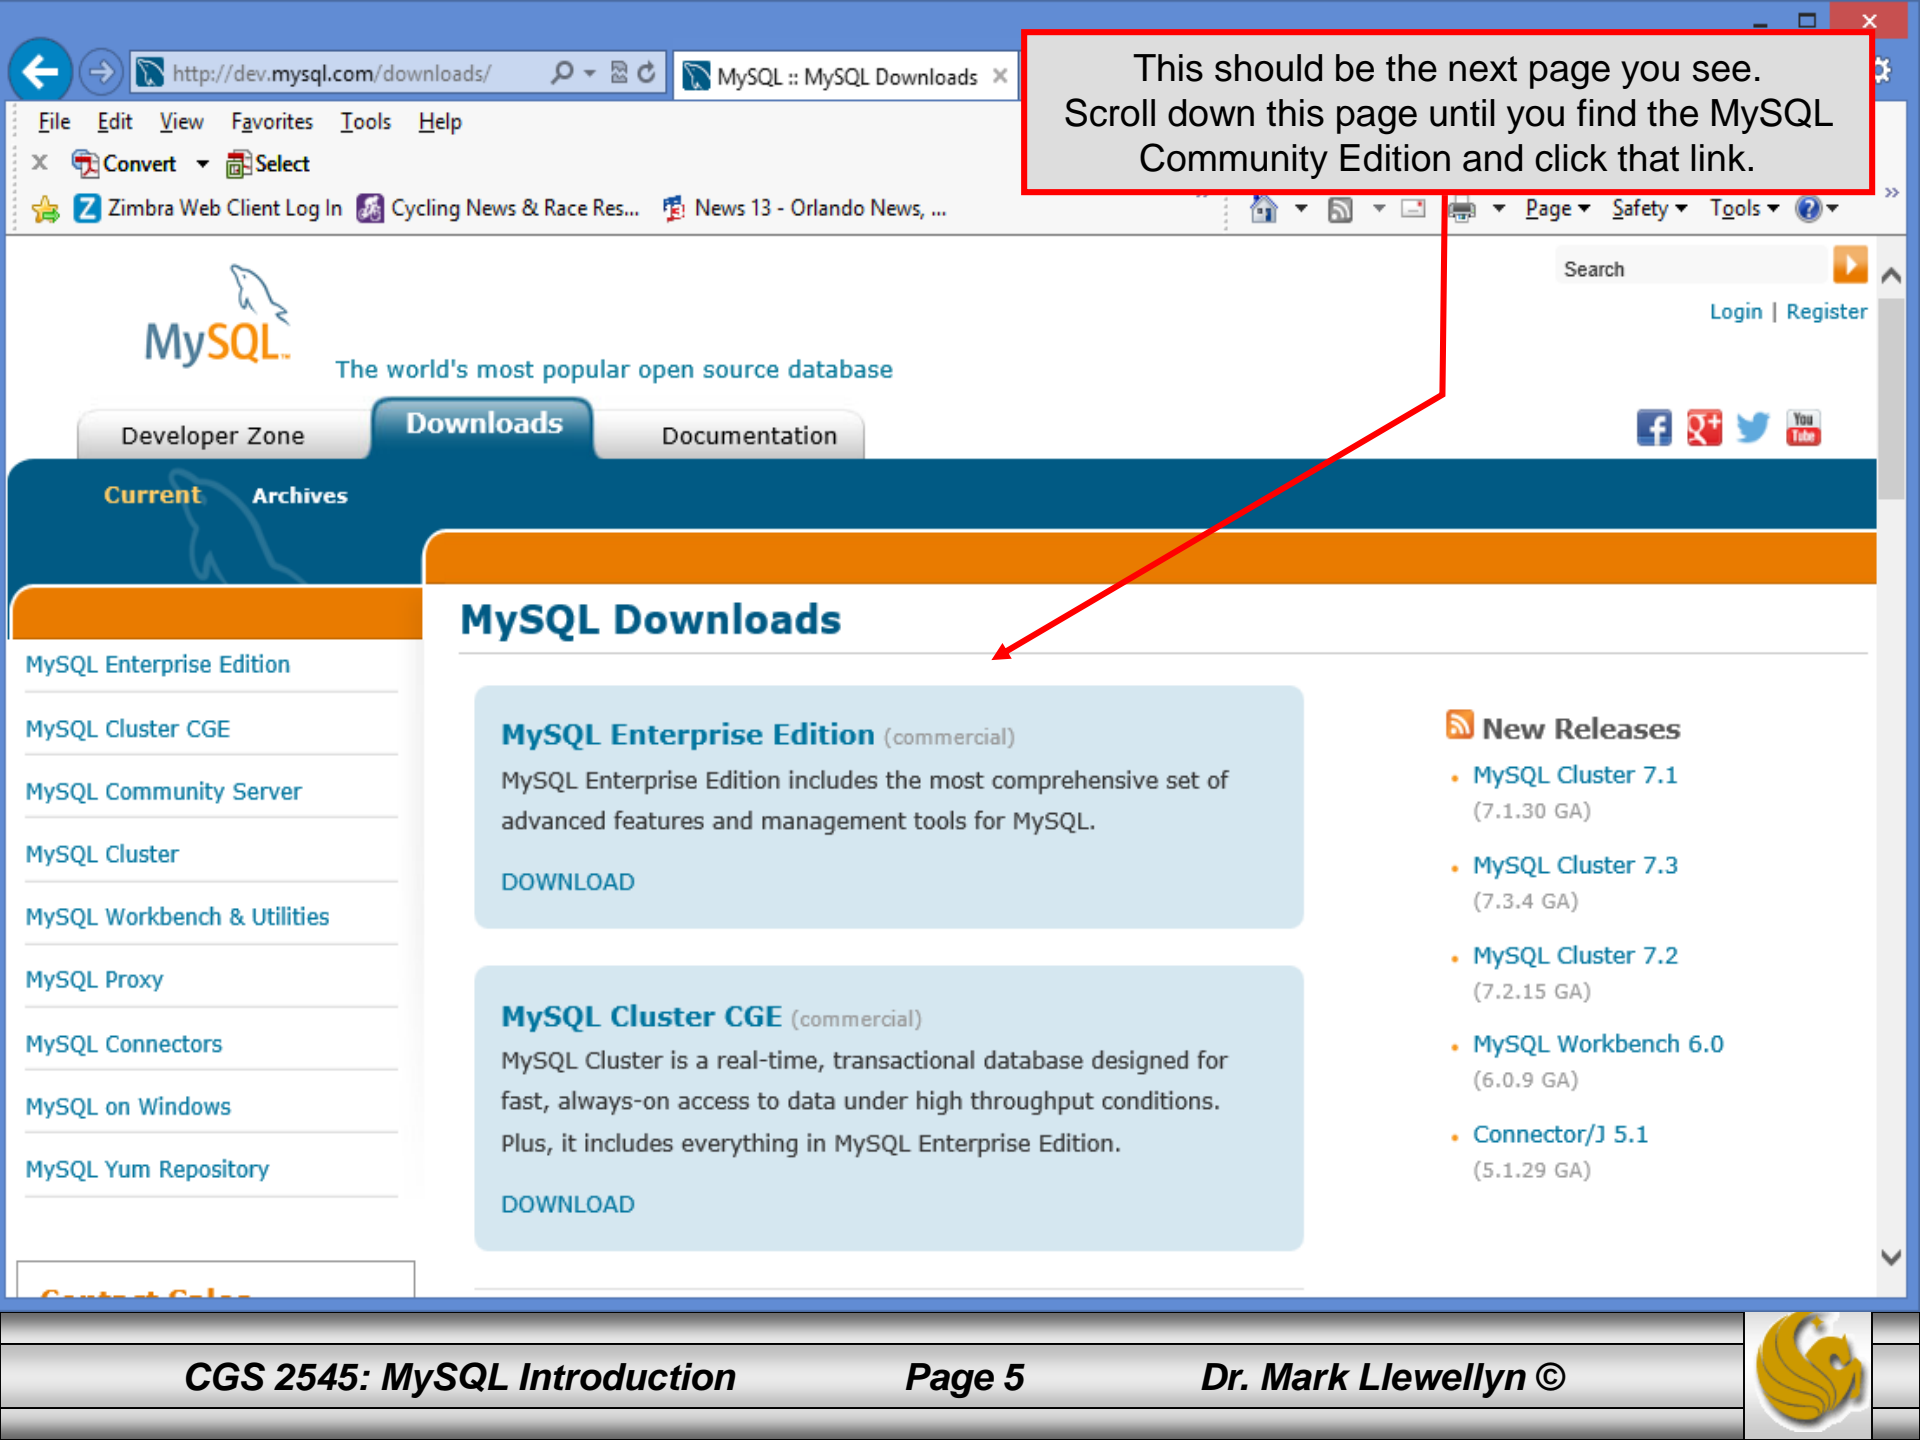 This should be the next page you see.
Scroll down this page until you find the MySQL
Community Edition and click that link.
http://dev.mysql.com/downloads/
MySQL :: MySQL Downloads
File Edit View Favorites Tools Help
x Convert Select
Zimbra Web Client Log In Cycling News & Race Res... News 13 - Orlando News, ... Page Safety Tools
Search
Login | Register
MySQL™
The world's most popular open source database
Developer Zone Downloads Documentation
You Tube
Current Archives
MySQL Downloads
MySQL Enterprise Edition
MySQL Cluster CGE
MySQL Community Server
MySQL Cluster
MySQL Workbench & Utilities
MySQL Proxy
MySQL Connectors
MySQL on Windows
MySQL Yum Repository
Contact Sales
MySQL Enterprise Edition (commercial)
MySQL Enterprise Edition includes the most comprehensive set of
advanced features and management tools for MySQL.
DOWNLOAD
MySQL Cluster CGE (commercial)
MySQL Cluster is a real-time, transactional database designed for
fast, always-on access to data under high throughput conditions.
Plus, it includes everything in MySQL Enterprise Edition.
DOWNLOAD
New Releases
MySQL Cluster 7.1
(7.1.30 GA)
MySQL Cluster 7.3
(7.3.4 GA)
MySQL Cluster 7.2
(7.2.15 GA)
MySQL Workbench 6.0
(6.0.9 GA)
Connector/J 5.1
(5.1.29 GA)
CGS 2545: MySQL Introduction Page 5 Dr. Mark Llewellyn ©